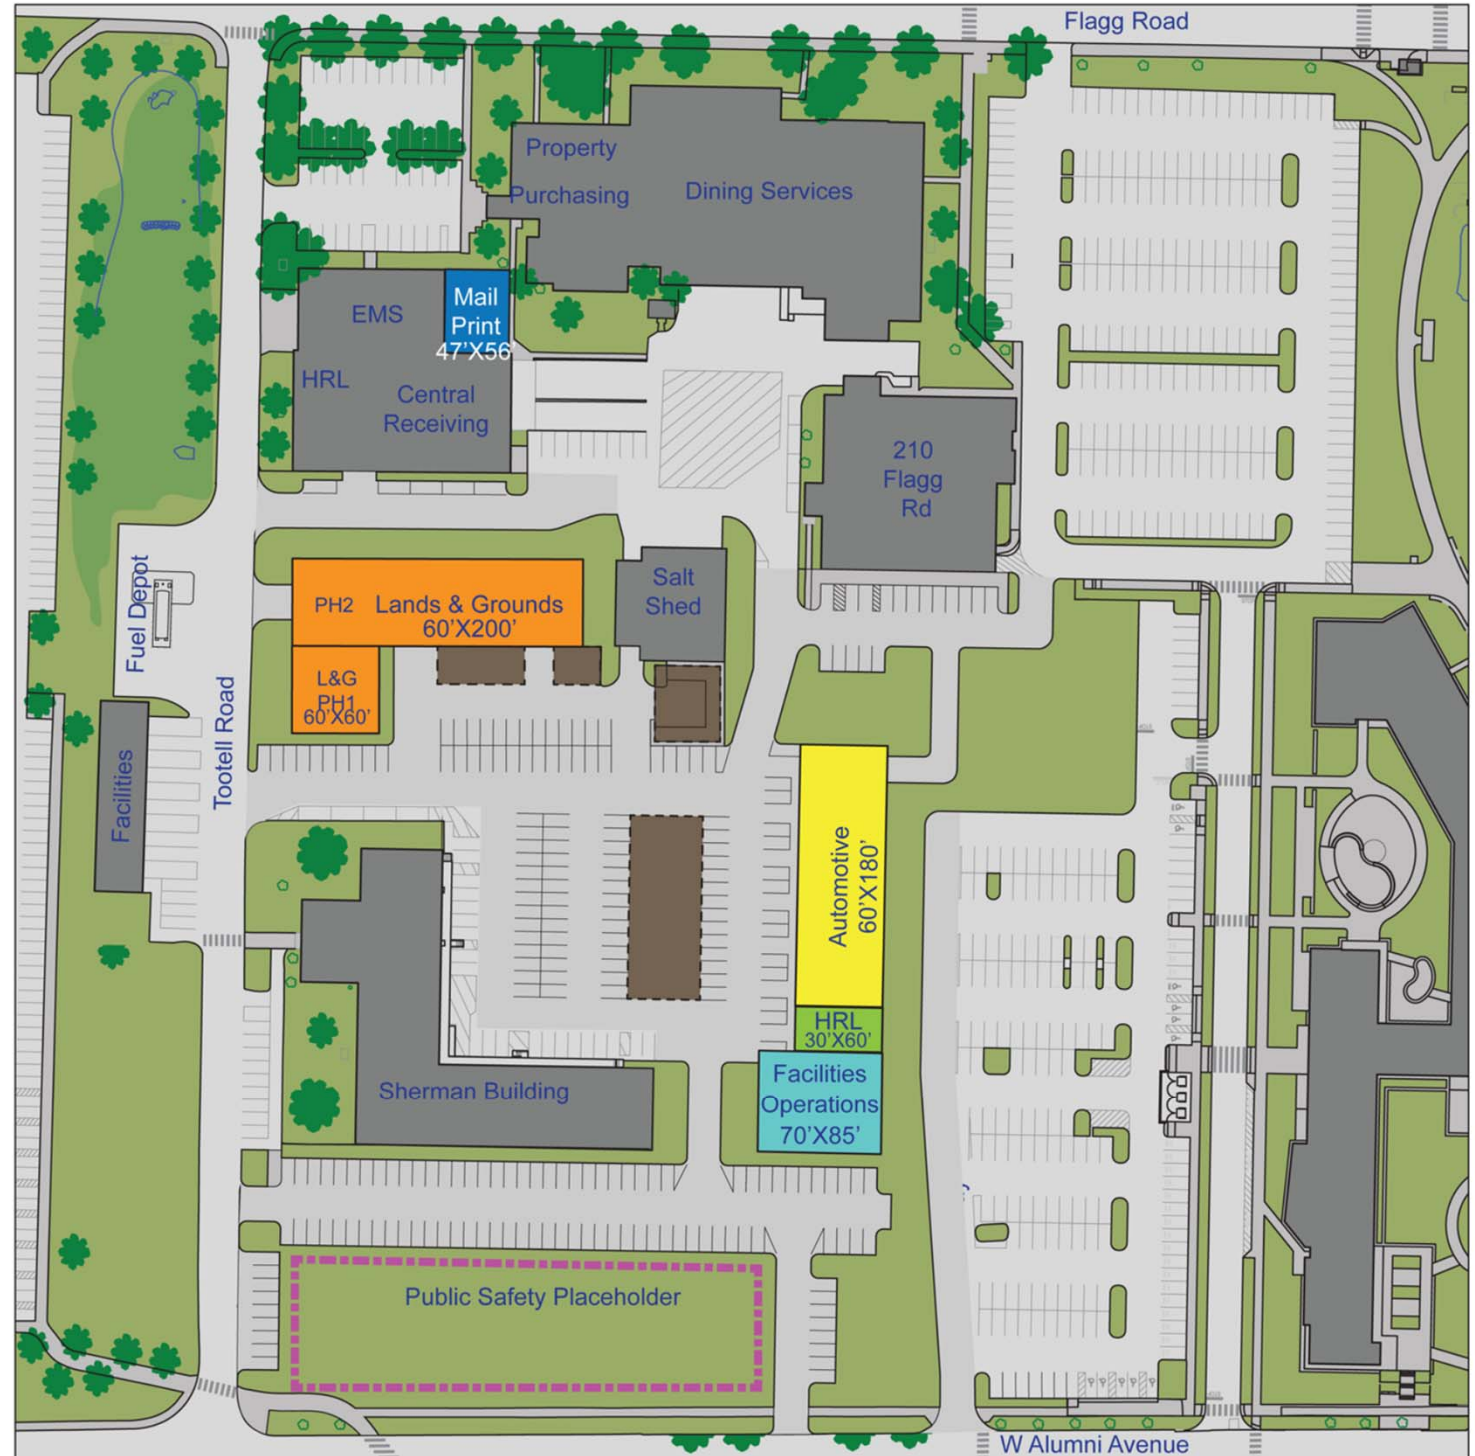 Flagg Road
Property
Purchasing
Dining Services
EMS
Mail
Print
47'X56'
HRL
Central
Receiving
210
Flagg
Rd
Fuel Depot
PH2 Lands & Grounds
60'X200'
Salt
Shed
L&G
PH1
60'X60'
Tootell Road
Facilities
Automotive
60'X180'
HRL
30'X60'
Facilities
Operations
70'X85'
Sherman Building
Public Safety Placeholder
W Alumni Avenue